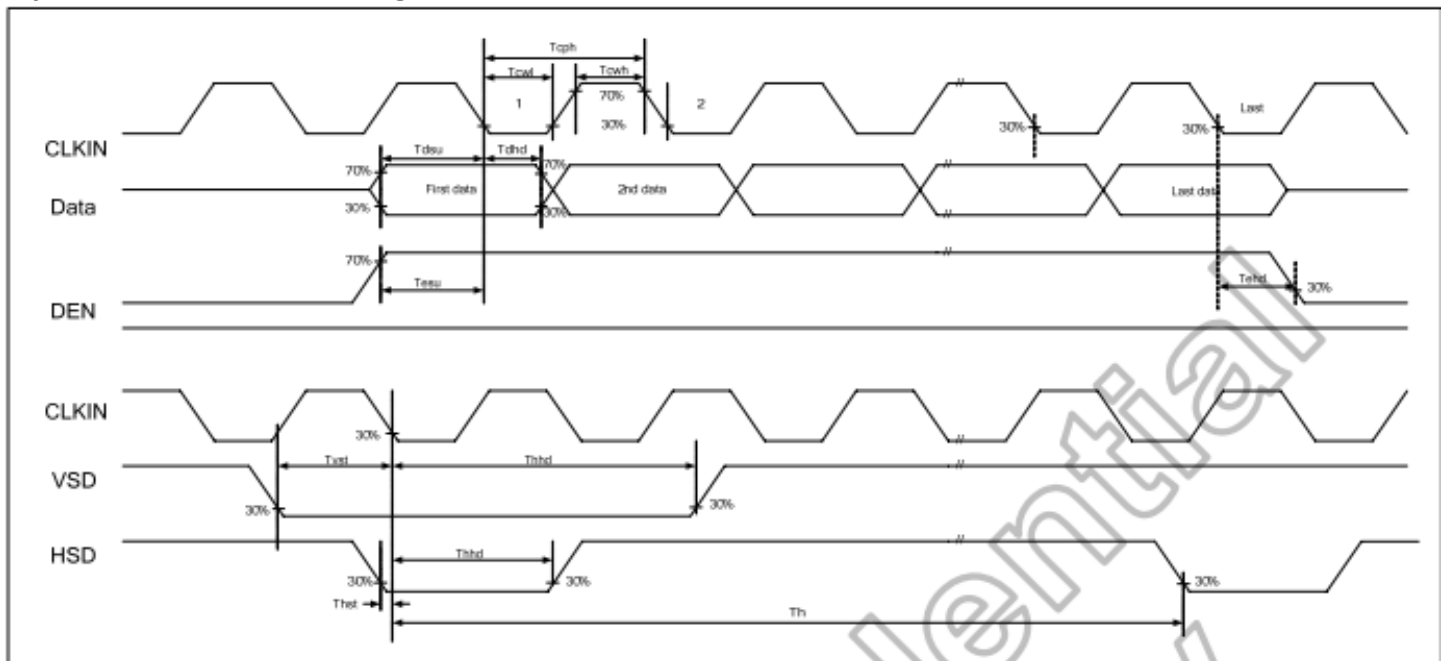 Tcph
Tcwl
Tcwh
1
70%
2
//
Last
30%
30%
30%
CLKIN
Tdsu
Tdhd
70%
70%
First data
2nd data
Last dat
Data
30%
30%
//
70%
//
Tesu
Tehd
30%
DEN
CLKIN
30%
//
Tvst
Thhd
VSD
30%
30%
//
HSD
Thhd
//
30%
30%
30%
Thst
Th